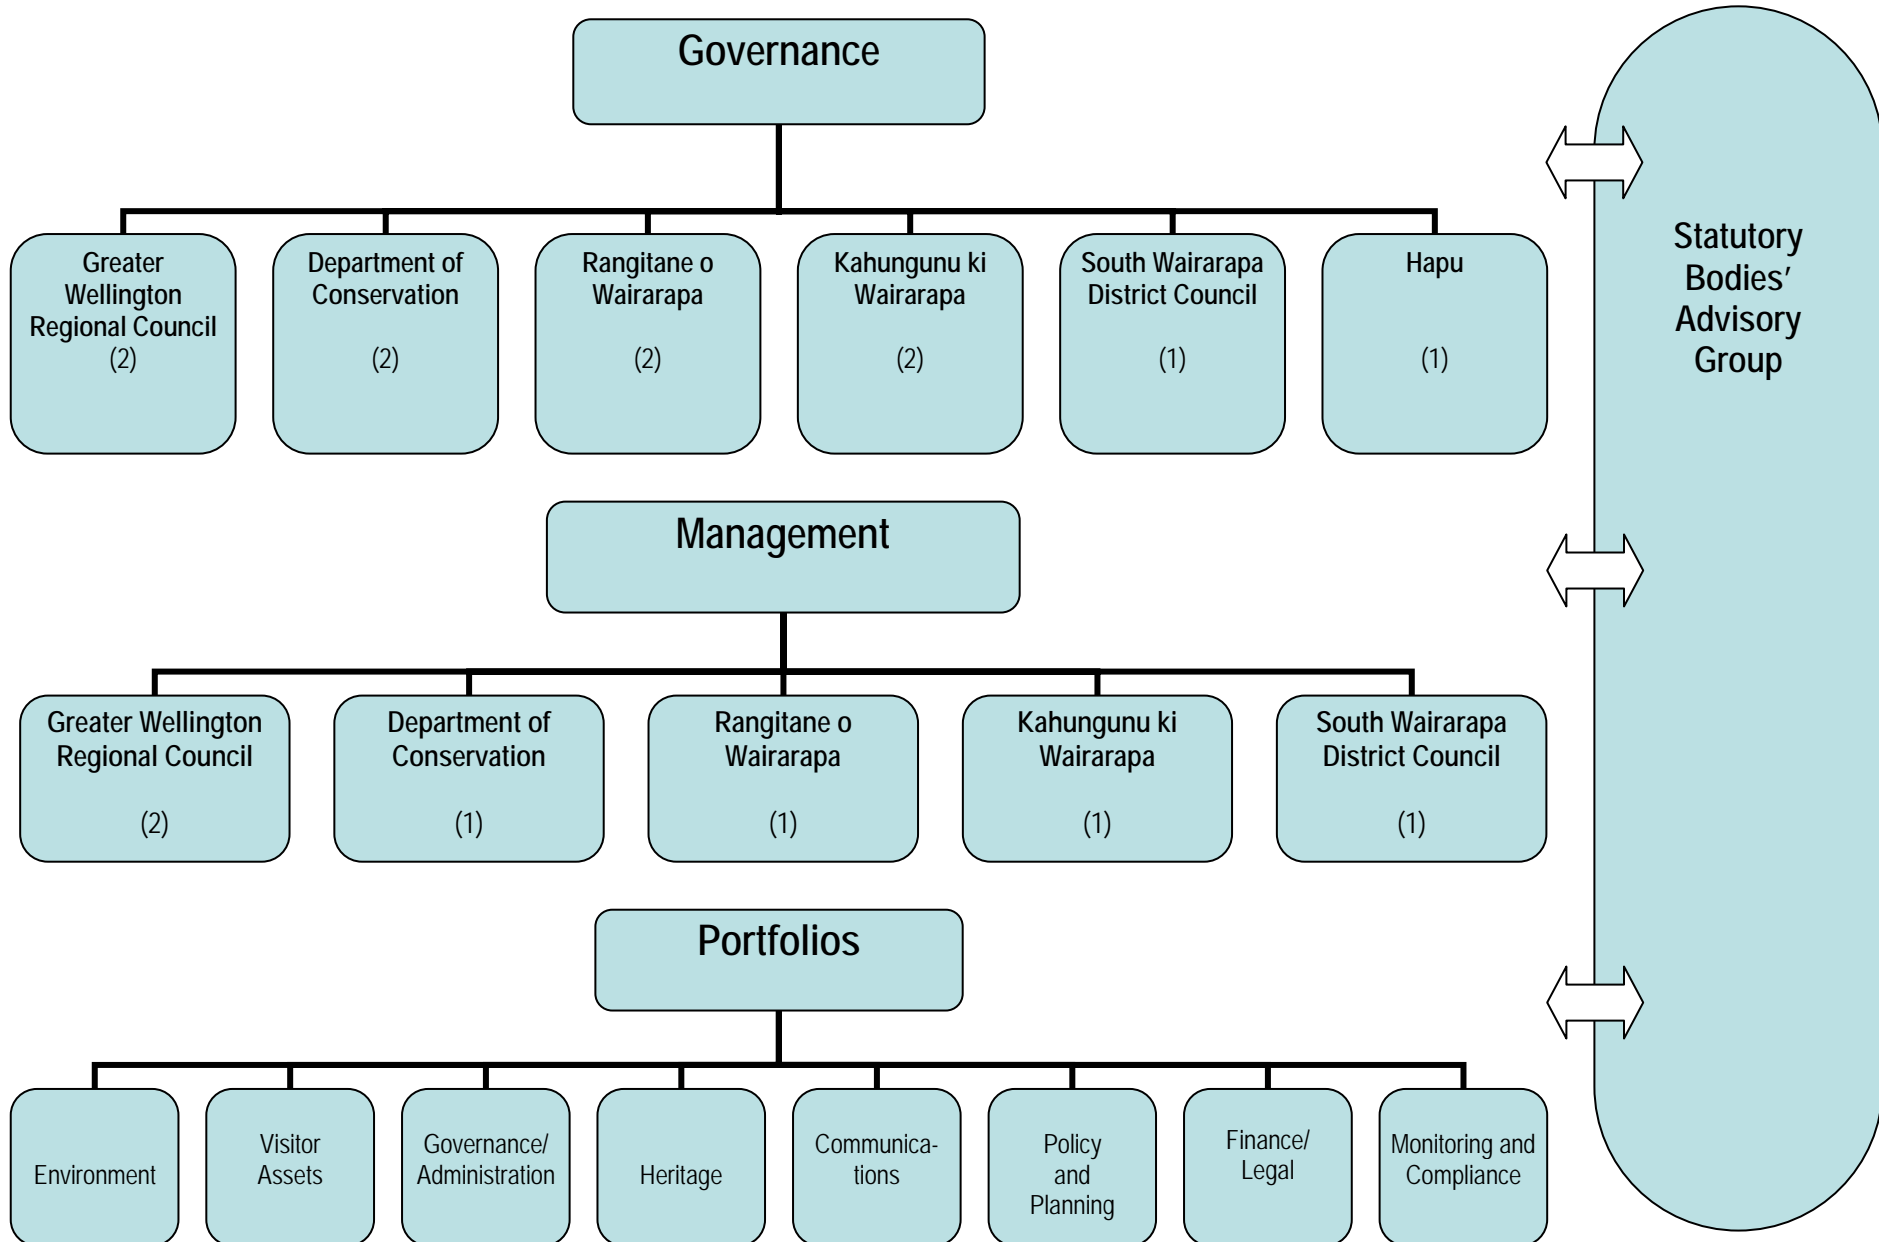 Governance
Greater
Wellington
Regional Council
(2)
Department of
Conservation
(2)
Rangitane o
Wairarapa
(2)
Kahungunu ki
Wairarapa
(2)
South Wairarapa
District Council
(1)
Hapu
(1)
Statutory
Bodies’
Advisory
Group
Management
Greater Wellington
Regional Council
(2)
Department of
Conservation
(1)
Rangitane o
Wairarapa
(1)
Kahungunu ki
Wairarapa
(1)
South Wairarapa
District Council
(1)
Portfolios
Environment
Visitor
Assets
Governance/
Administration
Heritage
Communica-
tions
Policy
and
Planning
Finance/
Legal
Monitoring and
Compliance